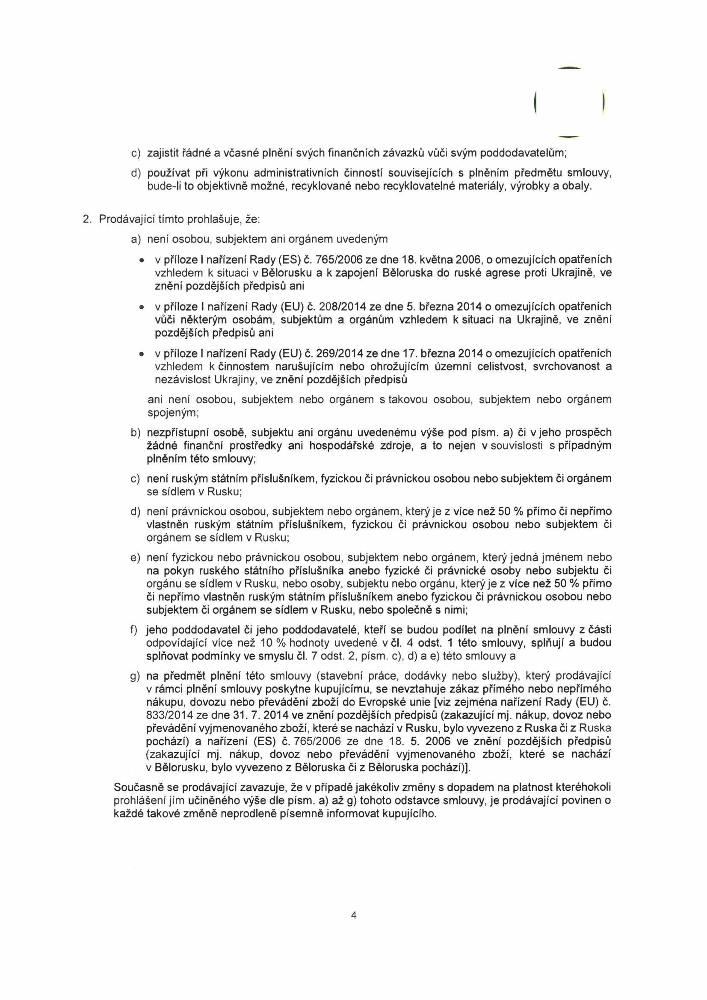 c) zajistit řádné a včasné plnění svých finančních závazků vůči svým poddodavatelům;
d) používat při výkonu administrativních činností souvisejících s plněním předmětu smlouvy,
bude-li to objektivně možné, recyklované nebo recyklovatelné materiály, výrobky a obaly.
2. Prodávající tímto prohlašuje, že:
a) není osobou, subjektem ani orgánem uvedeným
• v příloze I nařízení Rady (ES) č. 765/2006 ze dne 18. května 2006, o omezujících opatřeních
vzhledem k situaci v Bělorusku a k zapojení Běloruska do ruské agrese proti Ukrajině, ve
znění pozdějších předpisů ani
• v příloze I nařízení Rady (EU) č. 208/2014 ze dne 5. března 2014 o omezujících opatřeních
vůči některým osobám, subjektům a orgánům vzhledem k situaci na Ukrajině, ve znění
pozdějších předpisů ani
• v příloze I nařízení Rady (EU) č. 269/2014 ze dne 17. března 2014 o omezujících opatřeních
vzhledem k činnostem narušujícím nebo ohrožujícím územní celistvost, svrchovanost a
nezávislost Ukrajiny, ve znění pozdějších předpisů
ani není osobou, subjektem nebo orgánem s takovou osobou, subjektem nebo orgánem
spojeným;
b) nezpřístupní osobě, subjektu ani orgánu uvedenému výše pod písm. a) či v jeho prospěch
žádné finanční prostředky ani hospodářské zdroje, a to nejen v souvislosti s případným
plněním této smlouvy;
c) není ruským státním příslušníkem, fyzickou či právnickou osobou nebo subjektem či orgánem
se sídlem v Rusku;
d) není právnickou osobou, subjektem nebo orgánem, který je z více než 50 % přímo či nepřímo
vlastněn ruským státním příslušníkem, fyzickou či právnickou osobou nebo subjektem či
orgánem se sídlem v Rusku;
e) není fyzickou nebo právnickou osobou, subjektem nebo orgánem, který jedná jménem nebo
na pokyn ruského státního příslušníka anebo fyzické či právnické osoby nebo subjektu či
orgánu se sídlem v Rusku, nebo osoby, subjektu nebo orgánu, který je z více než 50 % přímo
či nepřímo vlastněn ruským státním příslušníkem anebo fyzickou či právnickou osobou nebo
subjektem či orgánem se sídlem v Rusku, nebo společně s nimi;
f) jeho poddodavatel či jeho poddodavatelé, kteří se budou podílet na plnění smlouvy z části
odpovídající více než 10 % hodnoty uvedené v čl. 4 odst. 1 této smlouvy, splňují a budou
splňovat podmínky ve smyslu čl. 7 odst. 2, písm. c), d) a e) této smlouvy a
g) na předmět plnění této smlouvy (stavební práce, dodávky nebo služby), který prodávající
v rámci plnění smlouvy poskytne kupujícímu, se nevztahuje zákaz přímého nebo nepřímého
nákupu, dovozu nebo převádění zboží do Evropské unie [viz zejména nařízení Rady (EU) č.
833/2014 ze dne 31. 7. 2014 ve znění pozdějších předpisů (zakazující mj. nákup, dovoz nebo
převádění vyjmenovaného zboží, které se nachází v Rusku, bylo vyvezeno z Ruska či z Ruska
pochází) a nařízení (ES) č. 765/2006 ze dne 18. 5. 2006 ve znění pozdějších předpisů
(zakazující mj. nákup, dovoz nebo převádění vyjmenovaného zboží, které se nachází
v Bělorusku, bylo vyvezeno z Běloruska či z Běloruska pochází)].
Současně se prodávající zavazuje, že v případě jakékoliv změny s dopadem na platnost kteréhokoli
prohlášení jím učiněného výše dle písm. a) až g) tohoto odstavce smlouvy, je prodávající povinen o
každé takové změně neprodleně písemně informovat kupujícího.
4